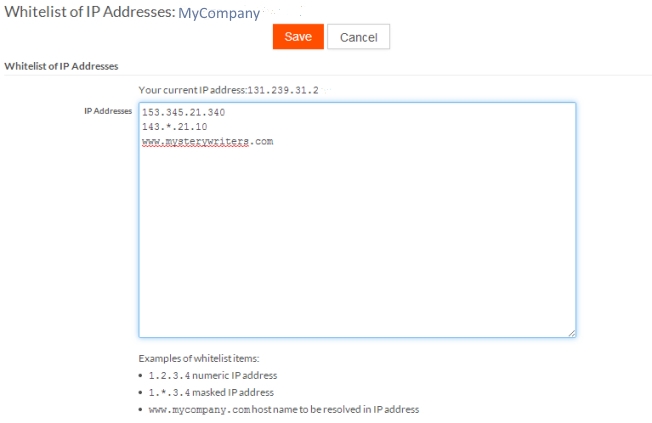 Whitelist of IP Addresses: MyCompany
Save Cancel
Whitelist of IP Addresses
Your current IP address:131.239.31.2
IP Addresses
153.345.21.340
143.*.21.10
www.mysterywriters.com
Examples of whitelist items:
• 1.2.3.4 numeric IP address
• 1.*.3.4 masked IP address
• www.mycompany.com host name to be resolved in IP address